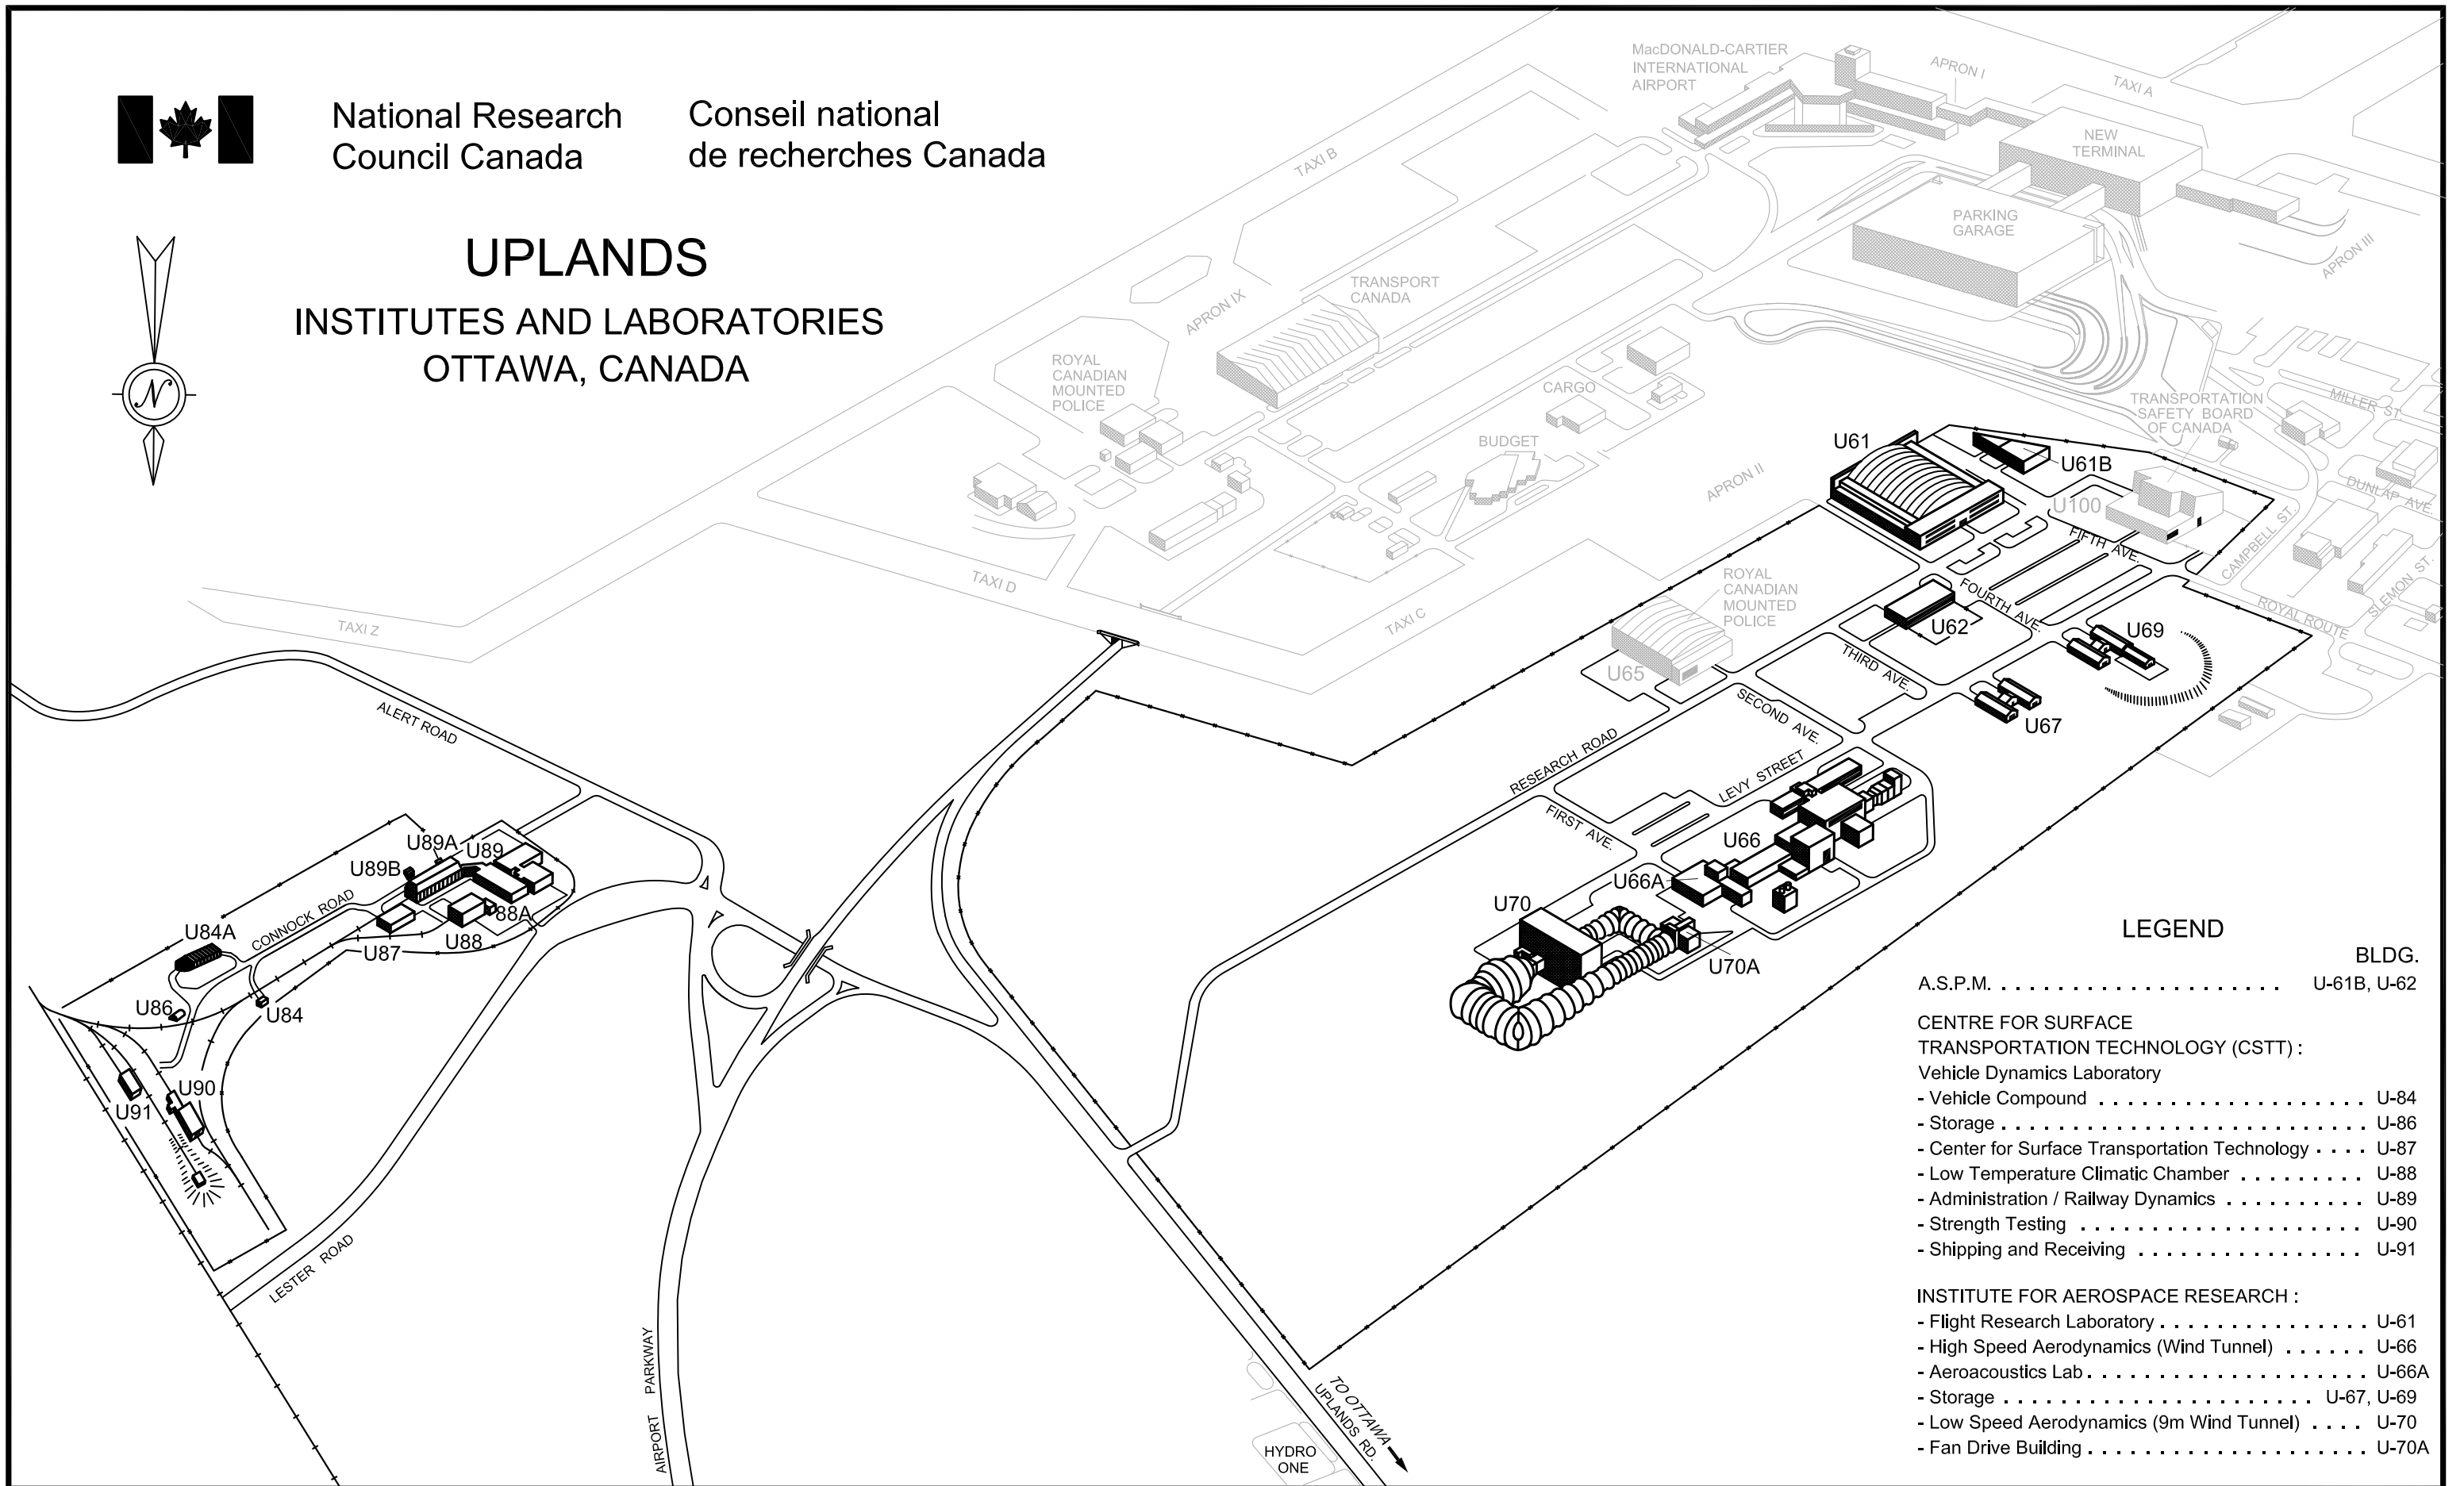 National Research
Council Canada
Conseil national
de recherches Canada
UPLANDS
INSTITUTES AND LABORATORIES
OTTAWA, CANADA
N
MacDONALD-CARTIER
INTERNATIONAL
AIRPORT
APRON I
TAXI A
NEW
TERMINAL
TAXI B
PARKING
GARAGE
APRON III
TRANSPORT
CANADA
APRON IX
ROYAL
CANADIAN
MOUNTED
POLICE
CARGO
BUDGET
APRON II
MILLER ST.
TRANSPORTATION
SAFETY BOARD
OF CANADA
U61
U61B
U100
DUNLAP AVE.
CAMPBELL ST.
FIFTH AVE.
SLEMON ST.
ROYAL ROUTE
FOURTH AVE.
TAXI D
TAXI C
TAXI Z
ROYAL
CANADIAN
MOUNTED
POLICE
U62
U69
U65
THIRD AVE.
SECOND AVE.
U67
ALERT ROAD
RESEARCH ROAD
LEVY STREET
FIRST AVE.
U66
U66A
U70
U70A
U89A
U89
U89B
88A
CONNOCK ROAD
U84A
U87
U88
U86
U84
U90
U91
LESTER ROAD
AIRPORT PARKWAY
TO OTTAWA
UPLANDS RD.
HYDRO
ONE
LEGEND
BLDG.
A.S.P.M. . . . . . . . . . . . . . . . . . . . . U-61B, U-62
CENTRE FOR SURFACE
TRANSPORTATION TECHNOLOGY (CSTT) :
Vehicle Dynamics Laboratory
- Vehicle Compound . . . . . . . . . . . . . . . . . . . U-84
- Storage . . . . . . . . . . . . . . . . . . . . . . . . . . U-86
- Center for Surface Transportation Technology . . . . U-87
- Low Temperature Climatic Chamber . . . . . . . . . U-88
- Administration / Railway Dynamics . . . . . . . . . . U-89
- Strength Testing . . . . . . . . . . . . . . . . . . . . U-90
- Shipping and Receiving . . . . . . . . . . . . . . . . U-91
INSTITUTE FOR AEROSPACE RESEARCH :
- Flight Research Laboratory . . . . . . . . . . . . . . . U-61
- High Speed Aerodynamics (Wind Tunnel) . . . . . . U-66
- Aeroacoustics Lab . . . . . . . . . . . . . . . . . . . . U-66A
- Storage . . . . . . . . . . . . . . . . . . . . . . U-67, U-69
- Low Speed Aerodynamics (9m Wind Tunnel) . . . . U-70
- Fan Drive Building . . . . . . . . . . . . . . . . . . . . U-70A